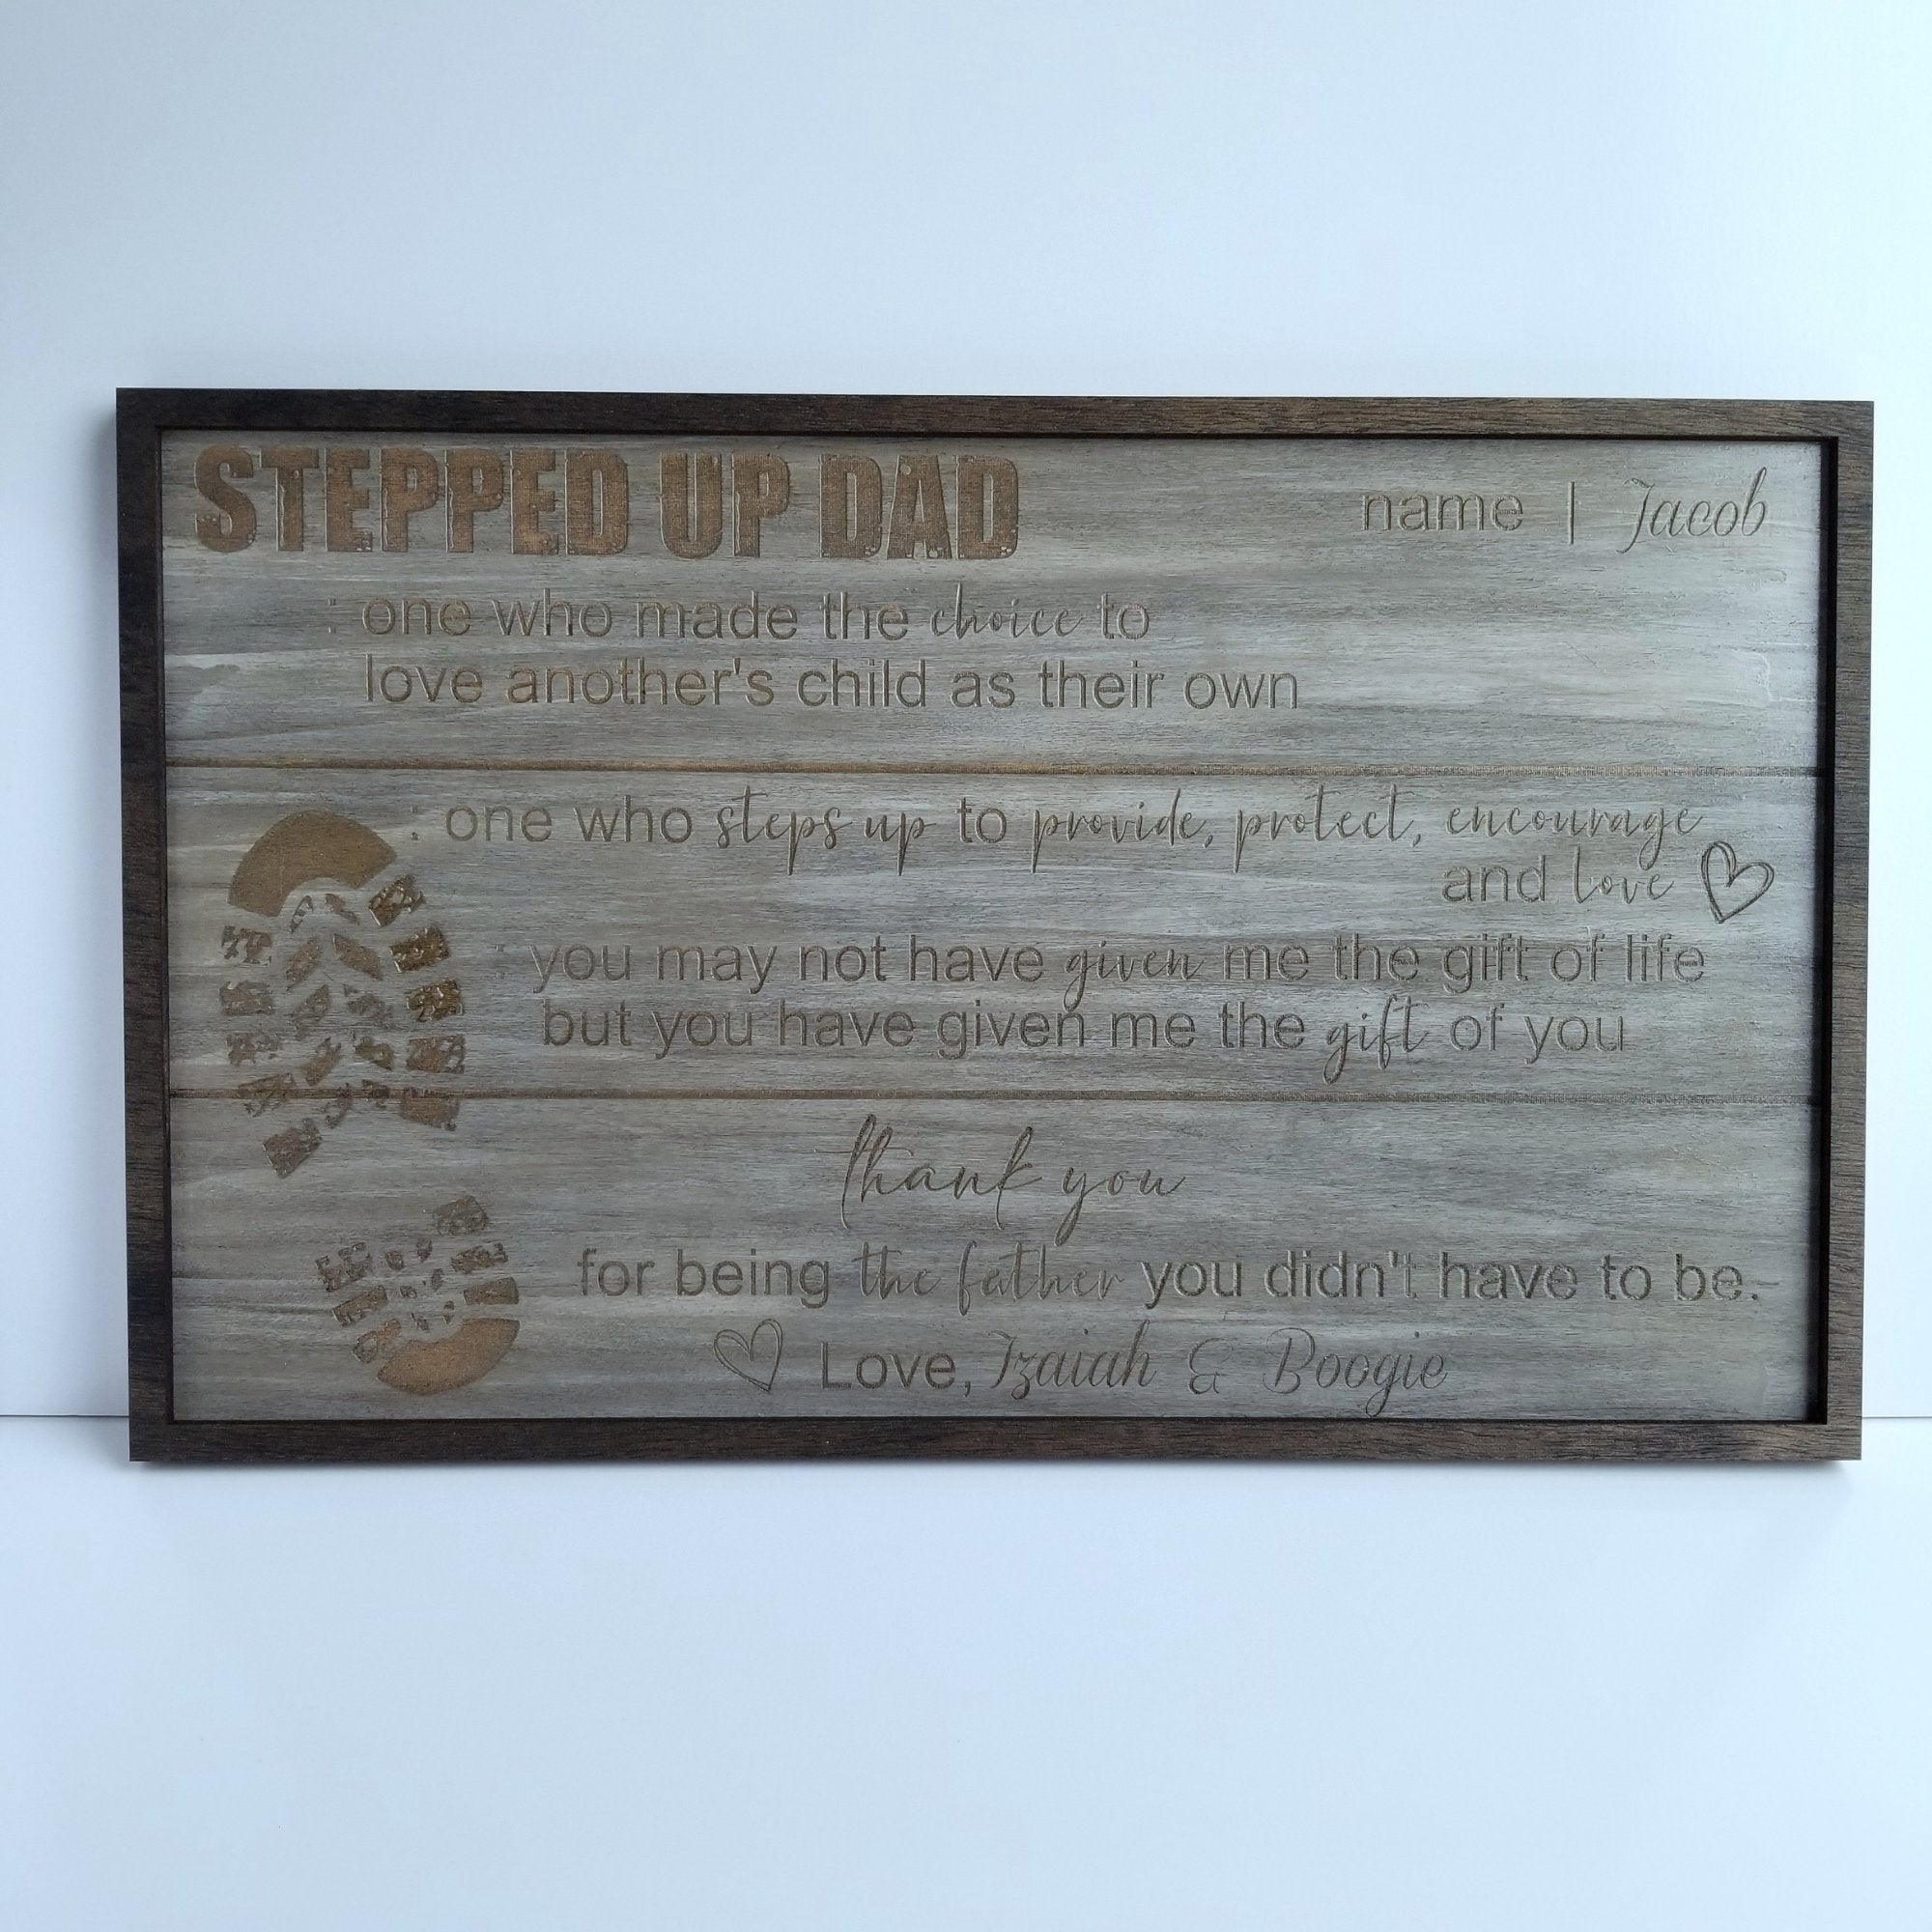 STEPPED UP DAD
name | Jacob
: one who made the choice to
love another's child as their own
: one who steps up to provide, protect, encourage
and love
: you may not have given me the gift of life
but you have given me the gift of you
thank you
for being the father you didn't have to be.
Love, Izaiah & Boogie